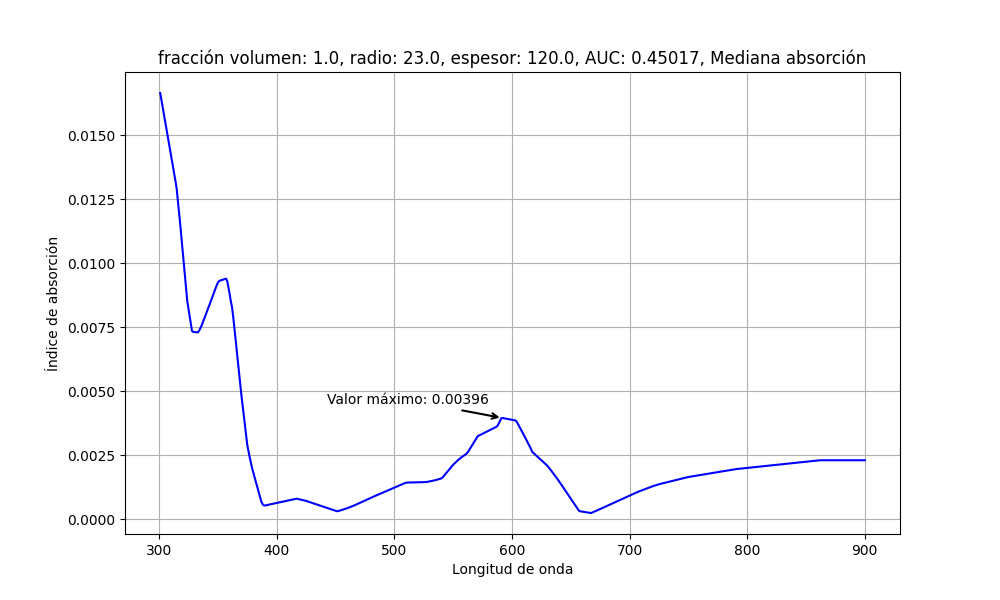 fracción volumen: 1.0, radio: 23.0, espesor: 120.0, AUC: 0.45017, Mediana absorción
0.0150
0.0125
0.0100
0.0075
0.0050
0.0025
0.0000
Índice de absorción
Valor máximo: 0.00396
300 400 500 600 700 800 900
Longitud de onda